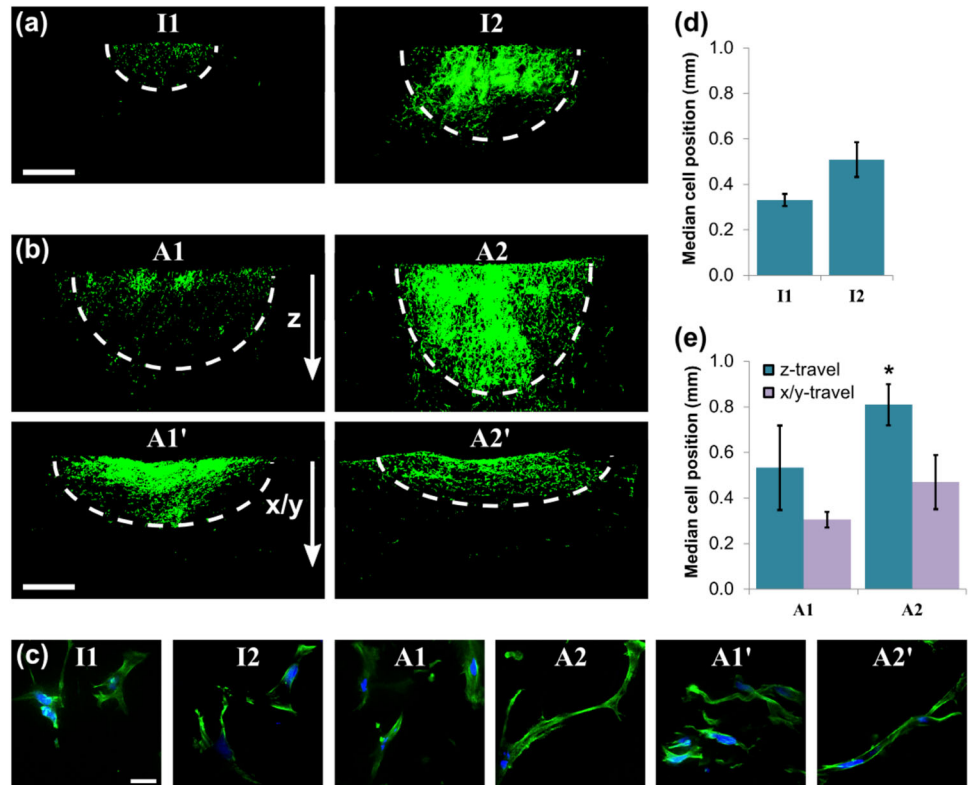 (a)
I1
I2
(b)
A1
z
A2
A1'
x/y
A2'
(c)
I1
I2
A1
A2
A1'
A2'
(d)
Median cell position (mm)
1.0
0.8
0.6
0.4
0.2
0.0
I1
I2
(e)
Median cell position (mm)
1.0
0.8
0.6
0.4
0.2
0.0
z-travel
x/y-travel
*
A1
A2